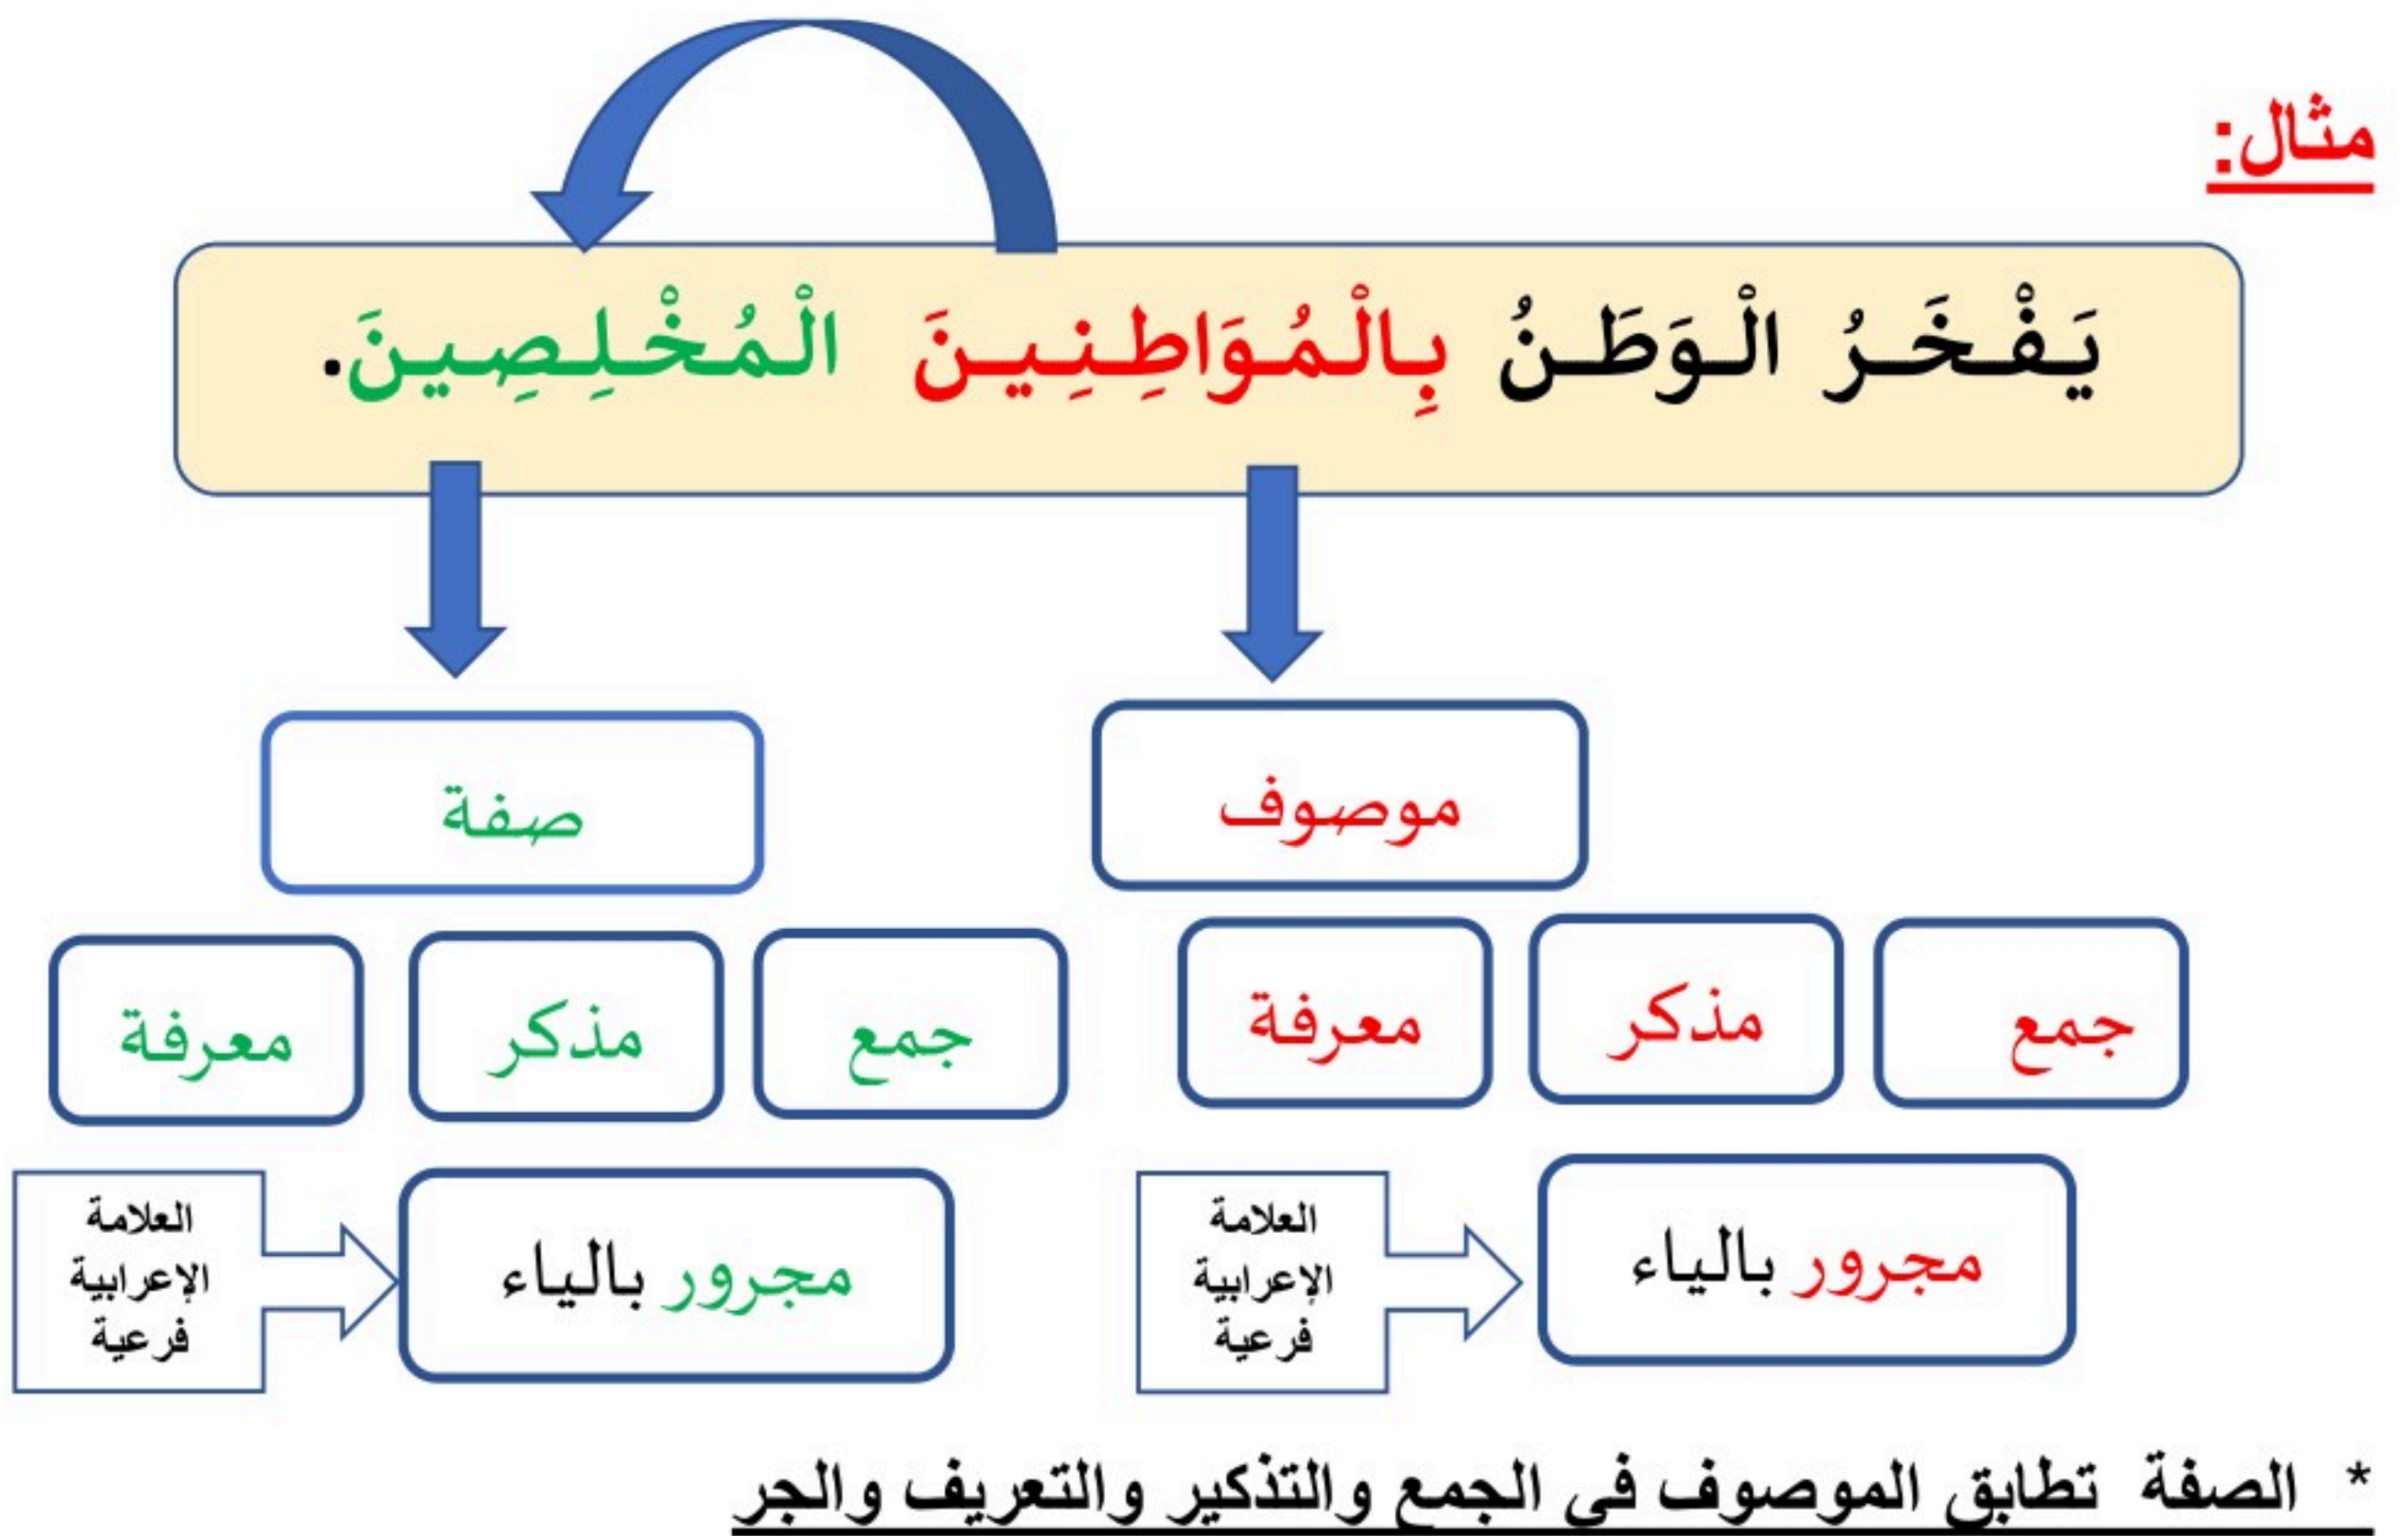 مثال:
يَفْخَرُ الْوَطَنُ بِالْمُوَاطِنِينَ الْمُخْلِصِينَ.
موصوف
صفة
جمع
مذكر
معرفة
جمع
مذكر
معرفة
مجرور بالياء
العلامة
الإعرابية
فرعية
مجرور بالياء
العلامة
الإعرابية
فرعية
* الصفة تطابق الموصوف فى الجمع والتذكير والتعريف والجر